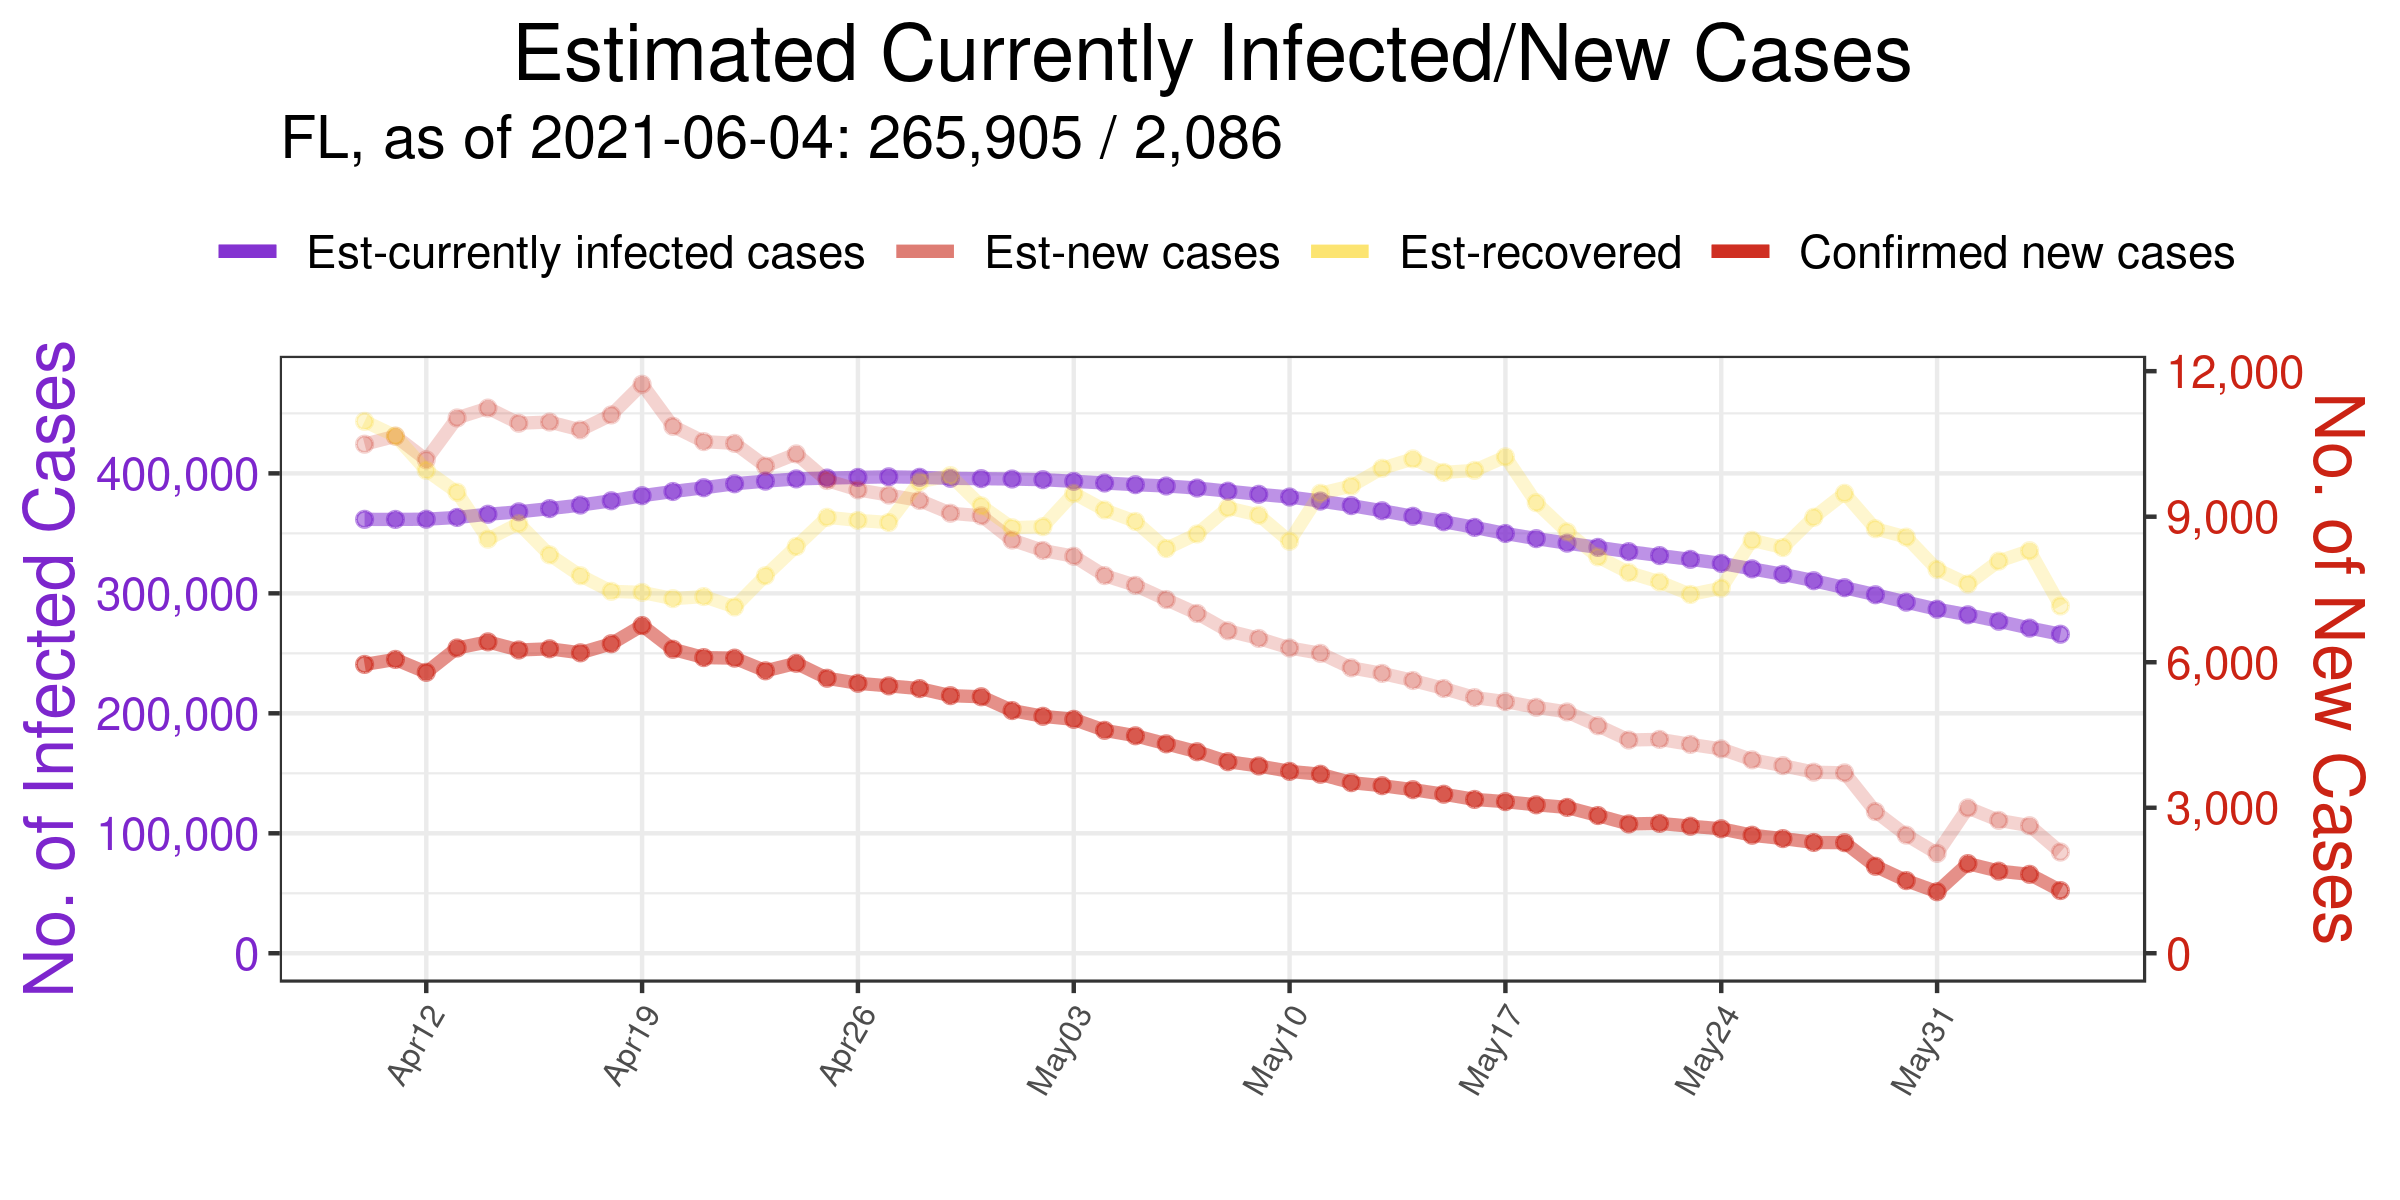 Estimated Currently Infected/New Cases
FL, as of 2021-06-04: 265,905 / 2,086
Est-currently infected cases Est-new cases Est-recovered Confirmed new cases
No. of Infected Cases
400,000
300,000
200,000
100,000
0
12,000
9,000
6,000
3,000
0
No. of New Cases
Apr12 Apr19 Apr26 May03 May10 May17 May24 May31